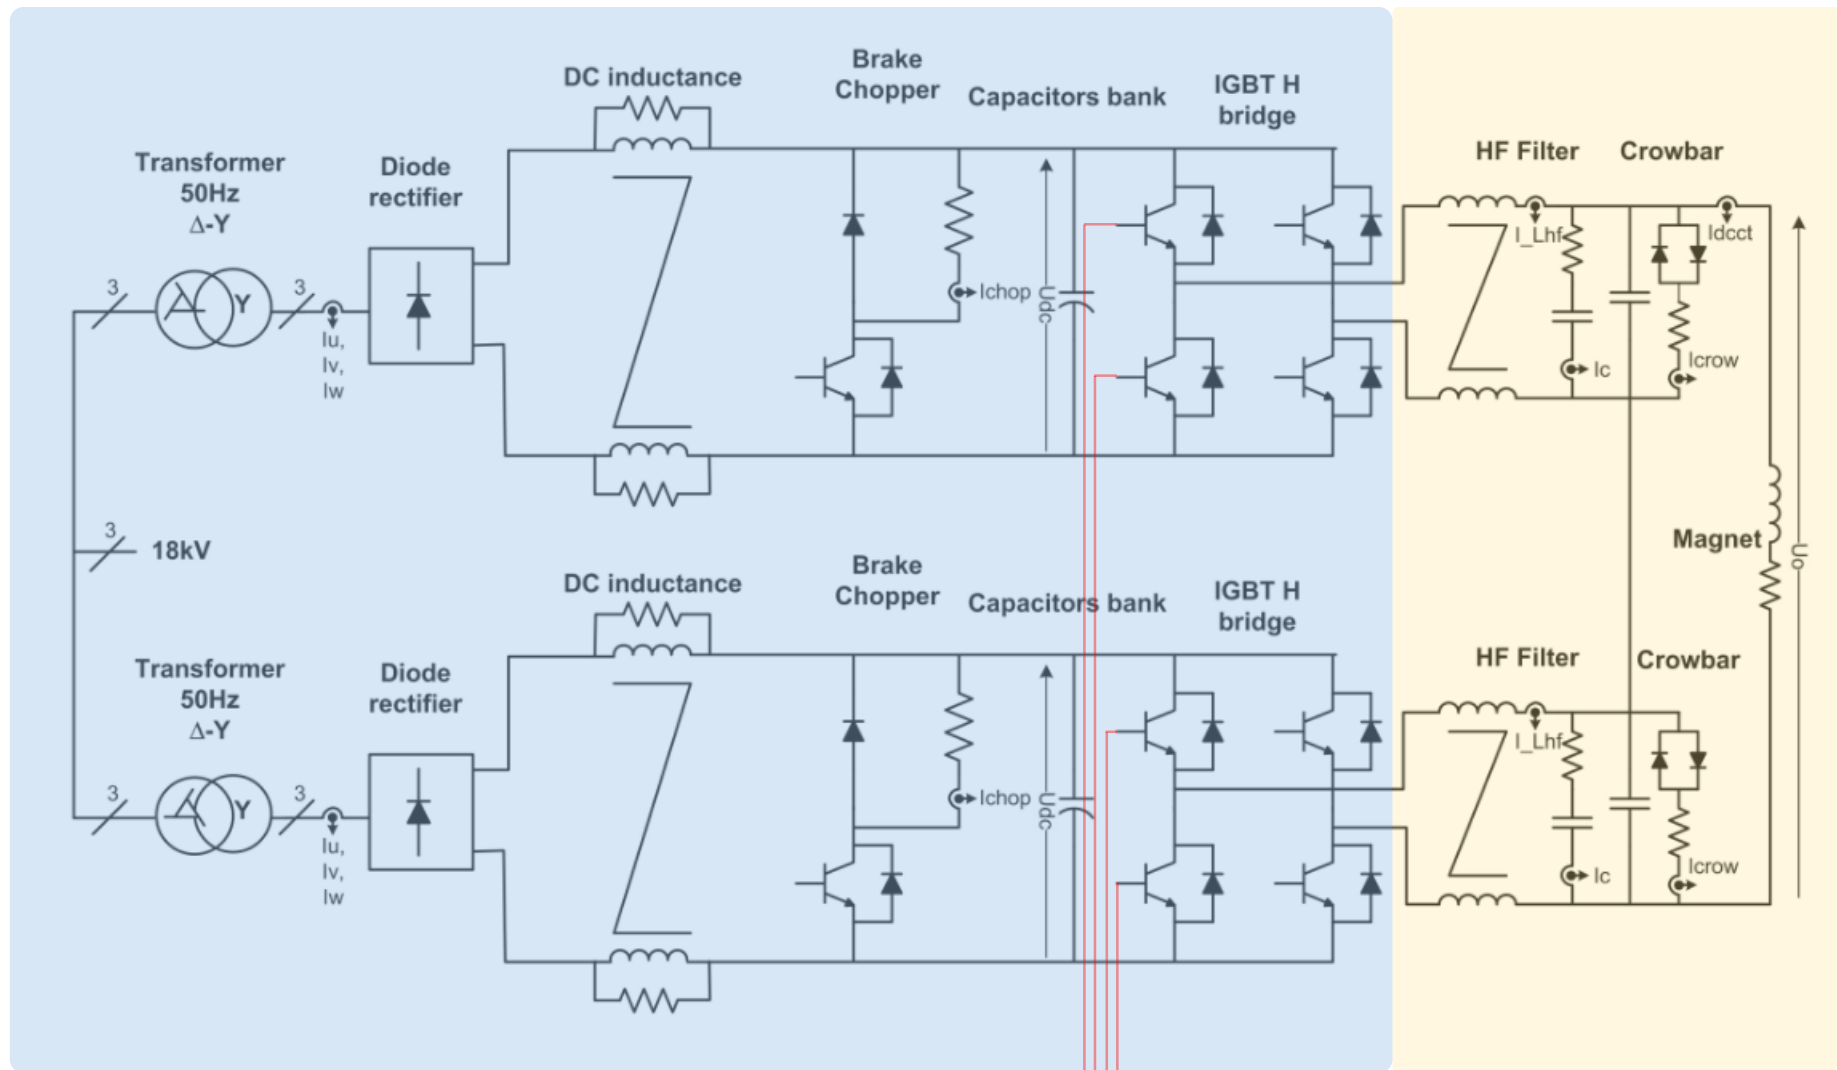 Brake
Chopper
DC inductance
Capacitors bank
IGBT H
bridge
Transformer
50Hz
Δ-Y
Diode
rectifier
HF Filter
Crowbar
3
Y
3
Iu,
Iv,
Iw
Ichop
Udc
I_Lhf
Idcct
Ic
Icrow
3
18kV
Magnet
Uo
Brake
Chopper
DC inductance
Capacitors bank
IGBT H
bridge
Transformer
50Hz
Δ-Y
Diode
rectifier
HF Filter
Crowbar
3
Y
3
Iu,
Iv,
Iw
Ichop
Udc
I_Lhf
Ic
Icrow